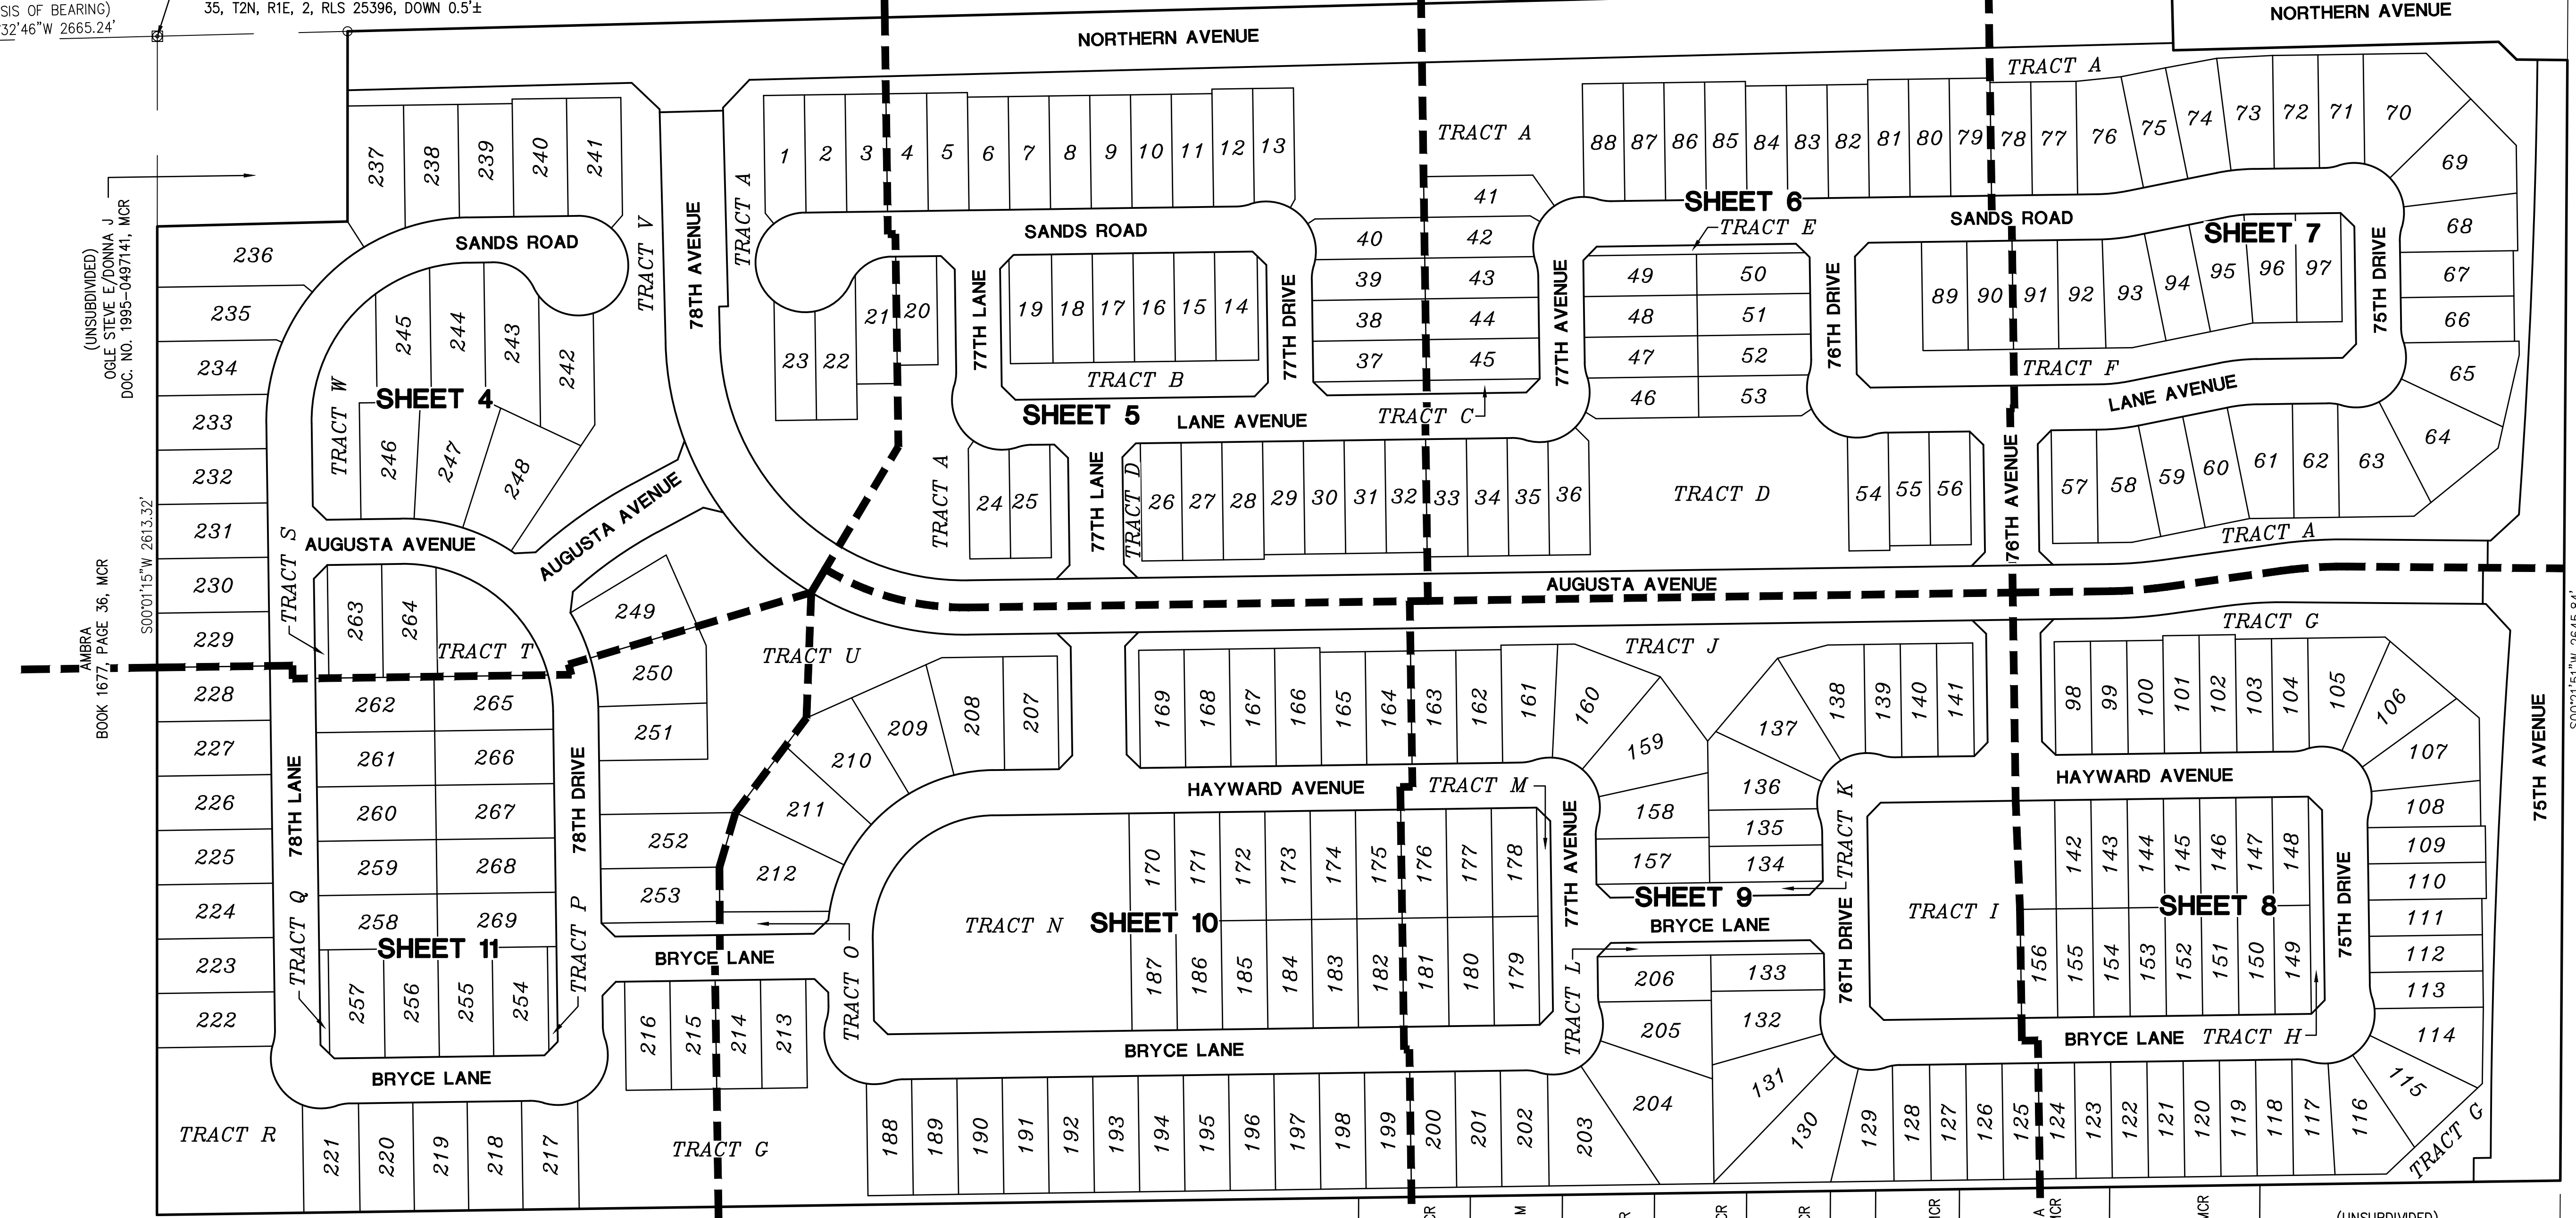 SIS OF BEARING)
32'46"W 2665.24'
35, T2N, R1E, 2, RLS 25396, DOWN 0.5'±
NORTHERN AVENUE
NORTHERN AVENUE
TRACT A
237 238 239 240 241
TRACT V
78TH AVENUE
TRACT A
1 2 3 4 5 6 7 8 9 10 11 12 13
TRACT A
88 87 86 85 84 83 82 81 80 79 78 77 76 75 74 73 72 71 70
69
68
67
66
65
64
(UNSUBDIVIDED)
OGLE STEVE E/DONNA J
DOC. NO. 1995-0497141, MCR
236
235
234
233
232
231
230
229
SANDS ROAD
SANDS ROAD
SHEET 6
SANDS ROAD
SHEET 7
TRACT E
41
40 42
39 43
38 44
37 45
49 50
48 51
47 52
46 53
89 90 91 92 93 94 95 96 97
75TH DRIVE
245 244 243 242
TRACT W
SHEET 4
246 247 248
23 22 21 20
77TH LANE
19 18 17 16 15 14
77TH DRIVE
TRACT B
SHEET 5
LANE AVENUE
TRACT C
77TH AVENUE
76TH DRIVE
TRACT F
LANE AVENUE
AUGUSTA AVENUE
AUGUSTA AVENUE
TRACT A
24 25
77TH LANE
TRACT D
26 27 28 29 30 31 32 33 34 35 36
TRACT D
54 55 56
76TH AVENUE
57 58 59 60 61 62 63
TRACT A
S00°01'15"W 2613.32'
AMBRA
BOOK 1677, PAGE 36, MCR
TRACT S
AUGUSTA AVENUE
263 264
TRACT T
249
250
251
252
253
TRACT U
TRACT J
TRACT G
S00°21'51"W 2645.84'
75TH AVENUE
228
227
226
225
224
223
222
262 265
261 266
260 267
259 268
258 269
78TH LANE
78TH DRIVE
TRACT Q
TRACT P
SHEET 11
257 256 255 254
207
208
209
210
211
212
169 168 167 166 165 164 163 162 161 160
159
158
157
137
136
135
134
138 139 140 141
98 99 100 101 102 103 104 105 106
107
108
109
110
111
112
113
114
115
HAYWARD AVENUE
TRACT M
77TH AVENUE
TRACT K
HAYWARD AVENUE
170 171 172 173 174 175 176 177 178
TRACT N
SHEET 10
187 186 185 184 183 182 181 180 179
SHEET 9
BRYCE LANE
TRACT L
76TH DRIVE
TRACT I
142 143 144 145 146 147 148
SHEET 8
156 155 154 153 152 151 150 149
75TH DRIVE
BRYCE LANE
TRACT O
206 133
205 132
204 131
203 130
216 215 214 213
BRYCE LANE
BRYCE LANE
BRYCE LANE
TRACT H
TRACT R
221 220 219 218 217
TRACT G
188 189 190 191 192 193 194 195 196 197 198 199 200 201 202
129 128 127 126 125 124 123 122 121 120 119 118 117 116
TRACT G
MCR
MCR
MCR
(UNSUBDIVIDED)